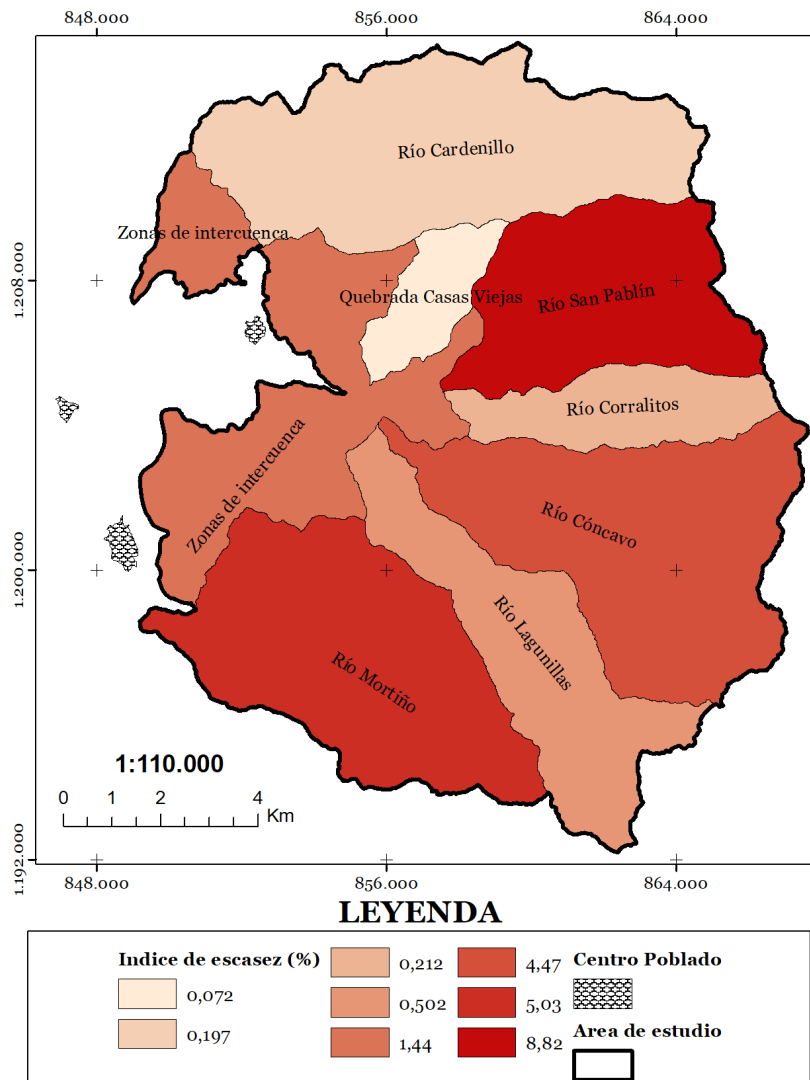 848.000 856.000 864.000
Río Cardenillo
Zonas de intercuenca
1.208.000
Quebrada Casas Viejas
Río San Pablín
Río Corralitos
Zonas de intercuenca
Río Cóncavo
1.200.000
Río Lagunillas
Río Mortiño
1:110.000
0 1 2 4
Km
1.192.000
848.000 856.000 864.000
LEYENDA
Indice de escasez (%)
0,072
0,197
0,212
0,502
1,44
4,47
5,03
8,82
Centro Poblado
Area de estudio